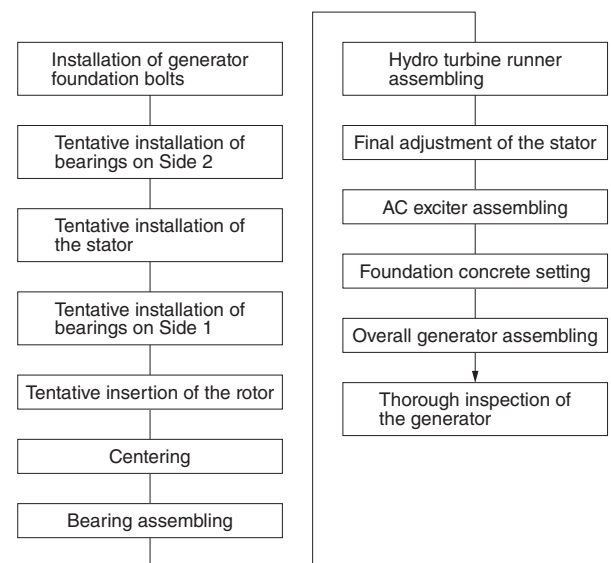 Installation of generator
foundation bolts
Tentative installation of
bearings on Side 2
Tentative installation of
the stator
Tentative installation of
bearings on Side 1
Tentative insertion of the rotor
Centering
Bearing assembling
Hydro turbine runner
assembling
Final adjustment of the stator
AC exciter assembling
Foundation concrete setting
Overall generator assembling
Thorough inspection of
the generator